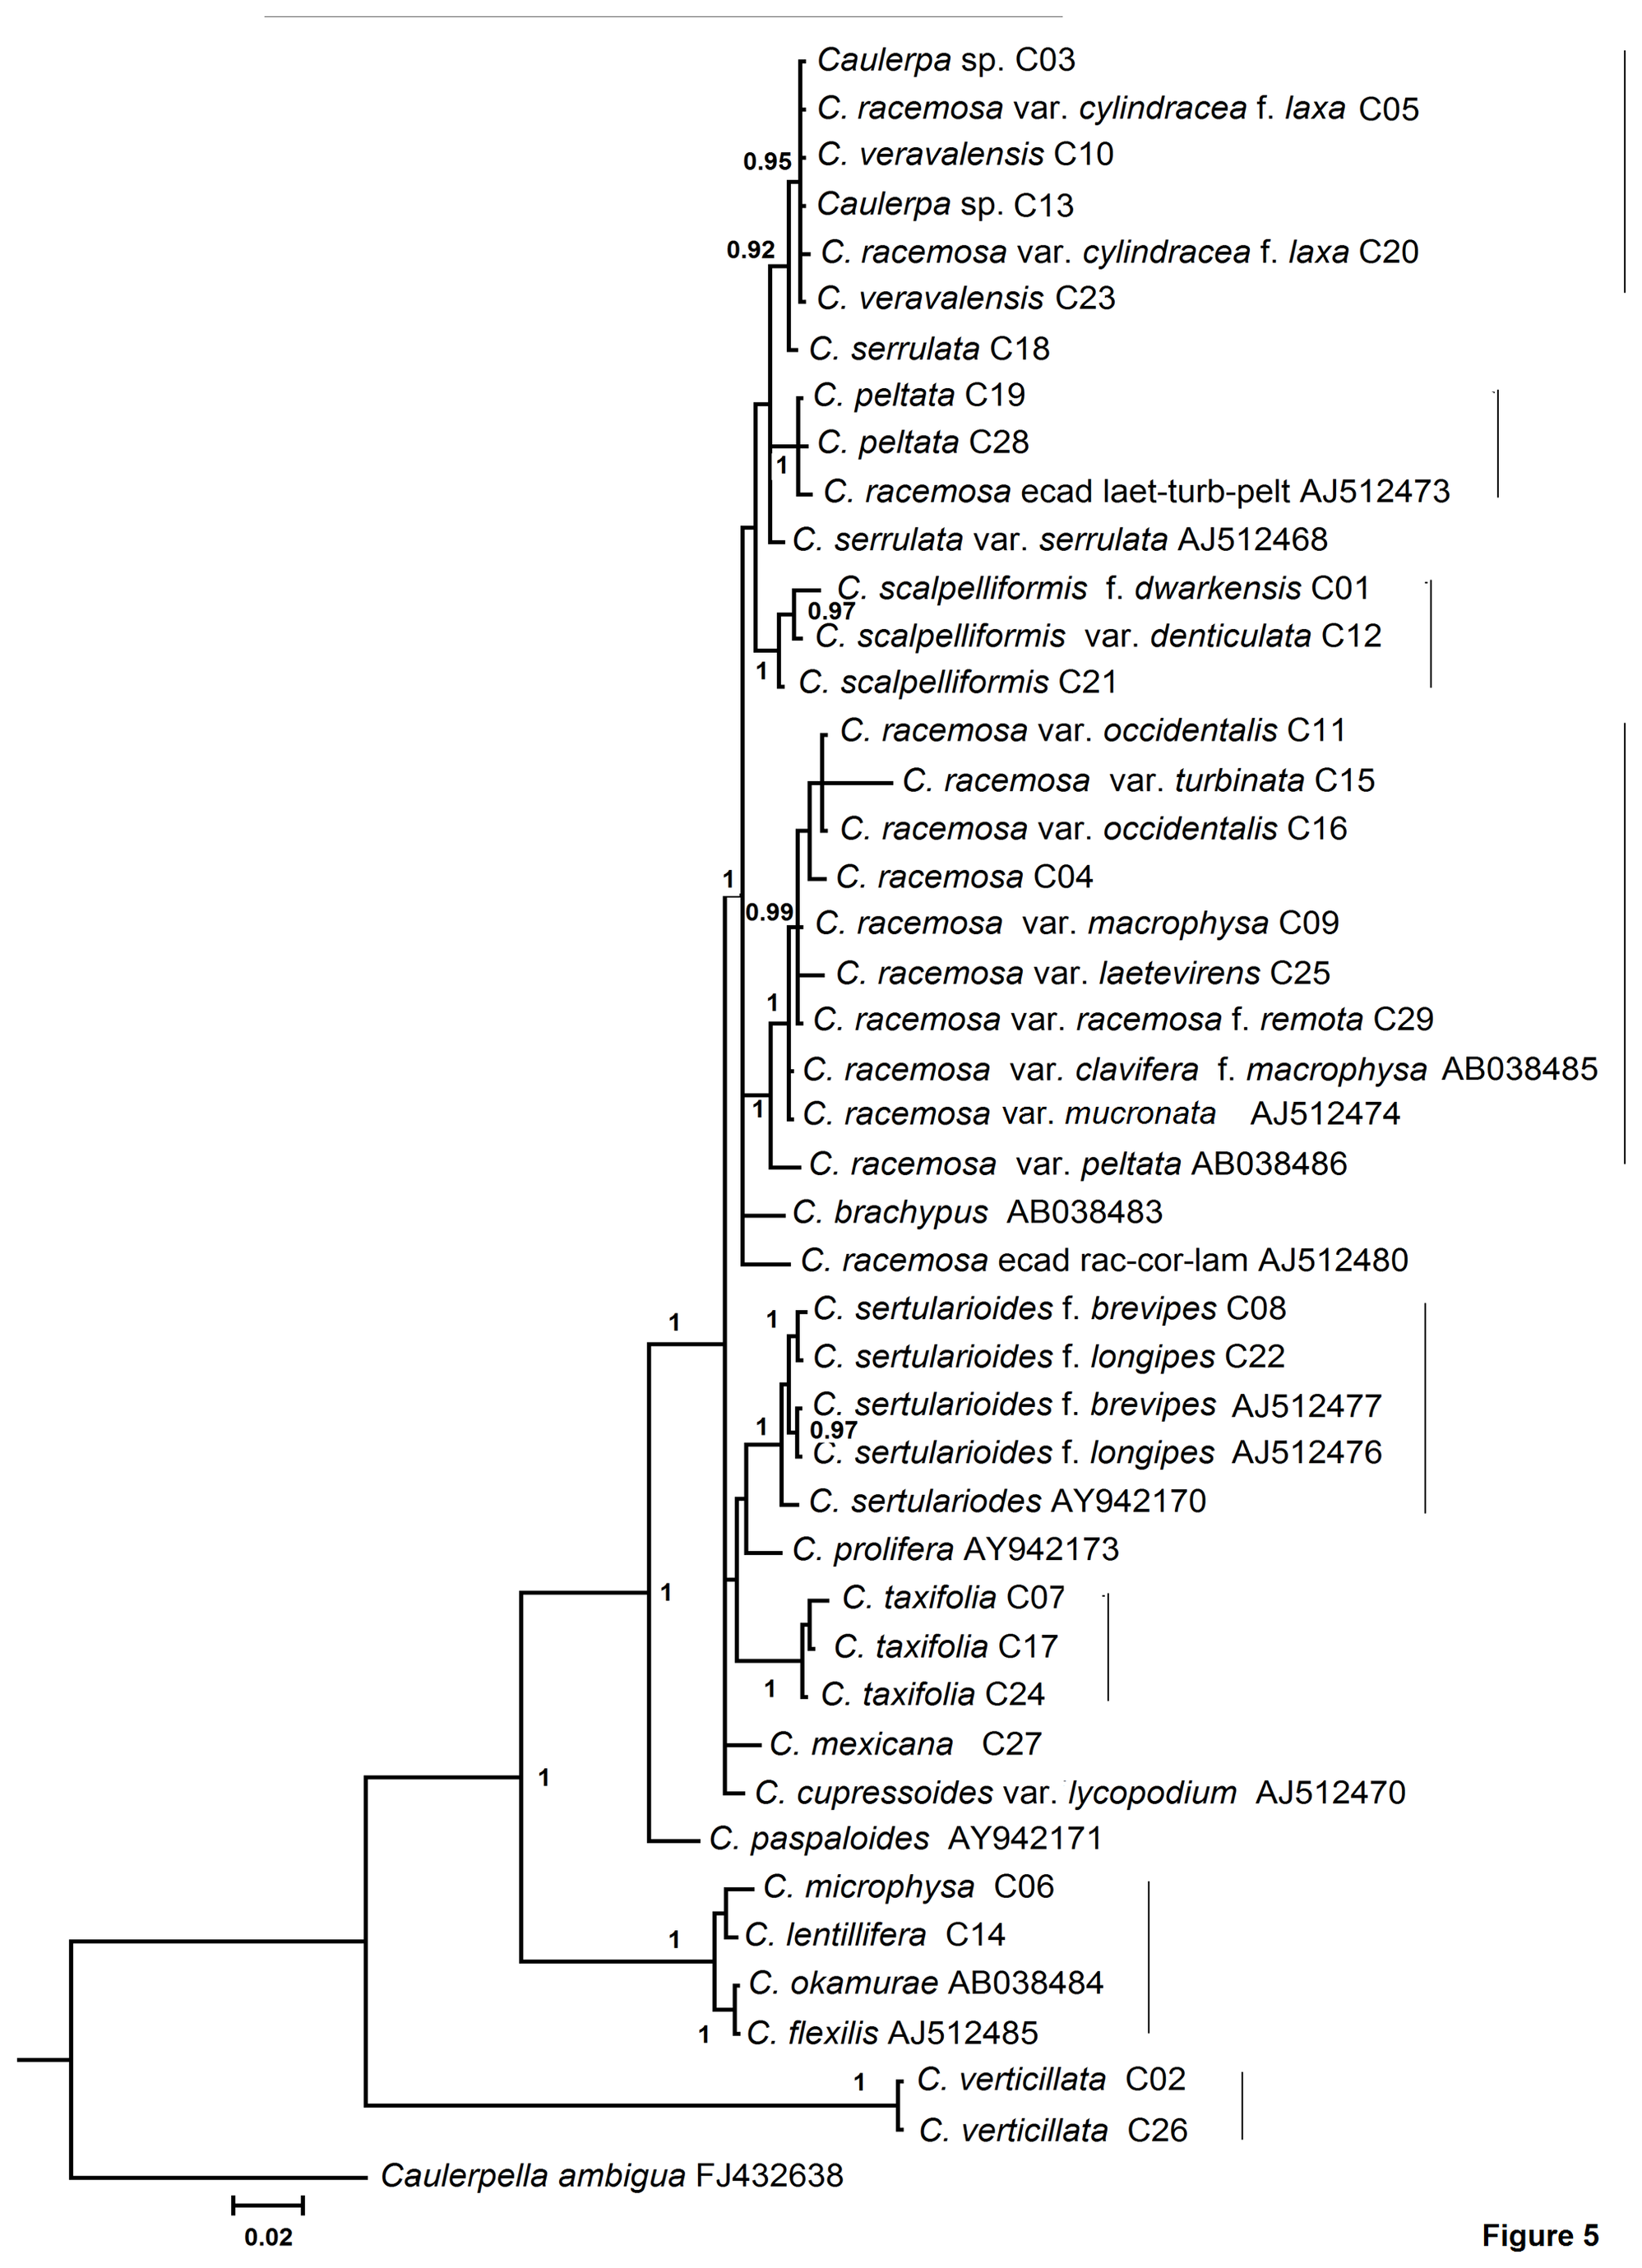 Caulerpa sp. C03
C. racemosa var. cylindracea f. laxa C05
0.95
C. veravalensis C10
Caulerpa sp. C13
0.92
C. racemosa var. cylindracea f. laxa C20
C. veravalensis C23
C. serrulata C18
C. peltata C19
C. peltata C28
1
C. racemosa ecad laet-turb-pelt AJ512473
C. serrulata var. serrulata AJ512468
C. scalpelliformis f. dwarkensis C01
0.97
C. scalpelliformis var. denticulata C12
1
C. scalpelliformis C21
C. racemosa var. occidentalis C11
C. racemosa var. turbinata C15
C. racemosa var. occidentalis C16
1
C. racemosa C04
0.99
C. racemosa var. macrophysa C09
C. racemosa var. laetevirens C25
1
C. racemosa var. racemosa f. remota C29
C. racemosa var. clavifera f. macrophysa AB038485
1
C. racemosa var. mucronata AJ512474
C. racemosa var. peltata AB038486
C. brachypus AB038483
C. racemosa ecad rac-cor-lam AJ512480
C. sertularioides f. brevipes C08
1
1
C. sertularioides f. longipes C22
C. sertularioides f. brevipes AJ512477
1
0.97
C. sertularioides f. longipes AJ512476
C. sertulariodes AY942170
C. prolifera AY942173
1
C. taxifolia C07
C. taxifolia C17
1
C. taxifolia C24
C. mexicana C27
1
C. cupressoides var. lycopodium AJ512470
C. paspaloides AY942171
C. microphysa C06
1
C. lentillifera C14
C. okamurae AB038484
1
C. flexilis AJ512485
1
C. verticillata C02
C. verticillata C26
Caulerpella ambigua FJ432638
0.02
Figure 5